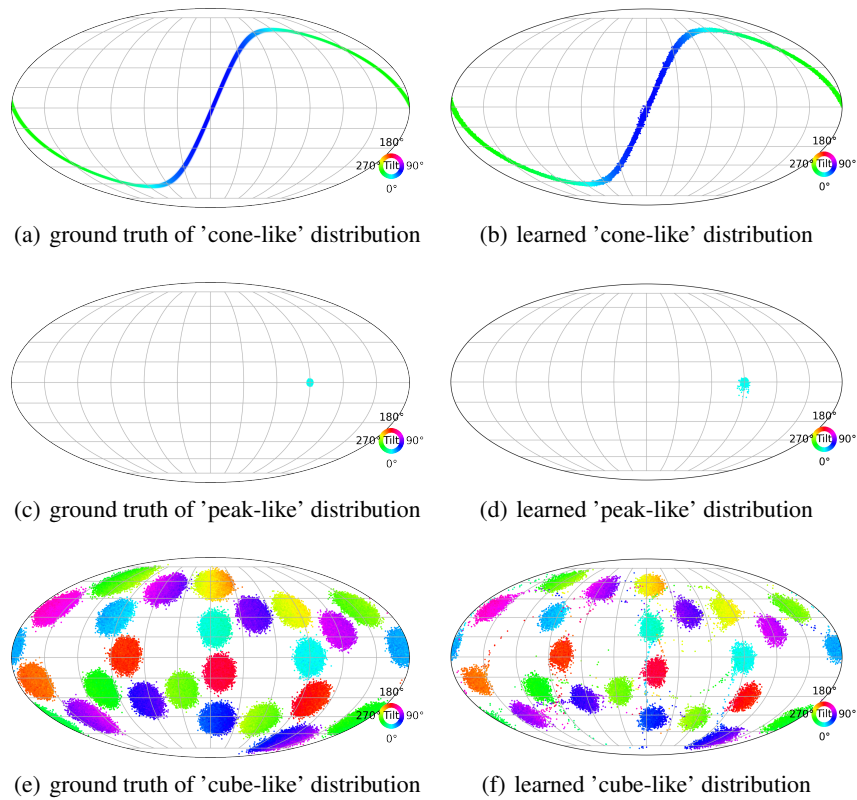 180°
270° Tilt 90°
0°
180°
270° Tilt 90°
0°
(a) ground truth of 'cone-like' distribution
(b) learned 'cone-like' distribution
180°
270° Tilt 90°
0°
180°
270° Tilt 90°
0°
(c) ground truth of 'peak-like' distribution
(d) learned 'peak-like' distribution
180°
270° Tilt 90°
0°
180°
270° Tilt 90°
0°
(e) ground truth of 'cube-like' distribution
(f) learned 'cube-like' distribution